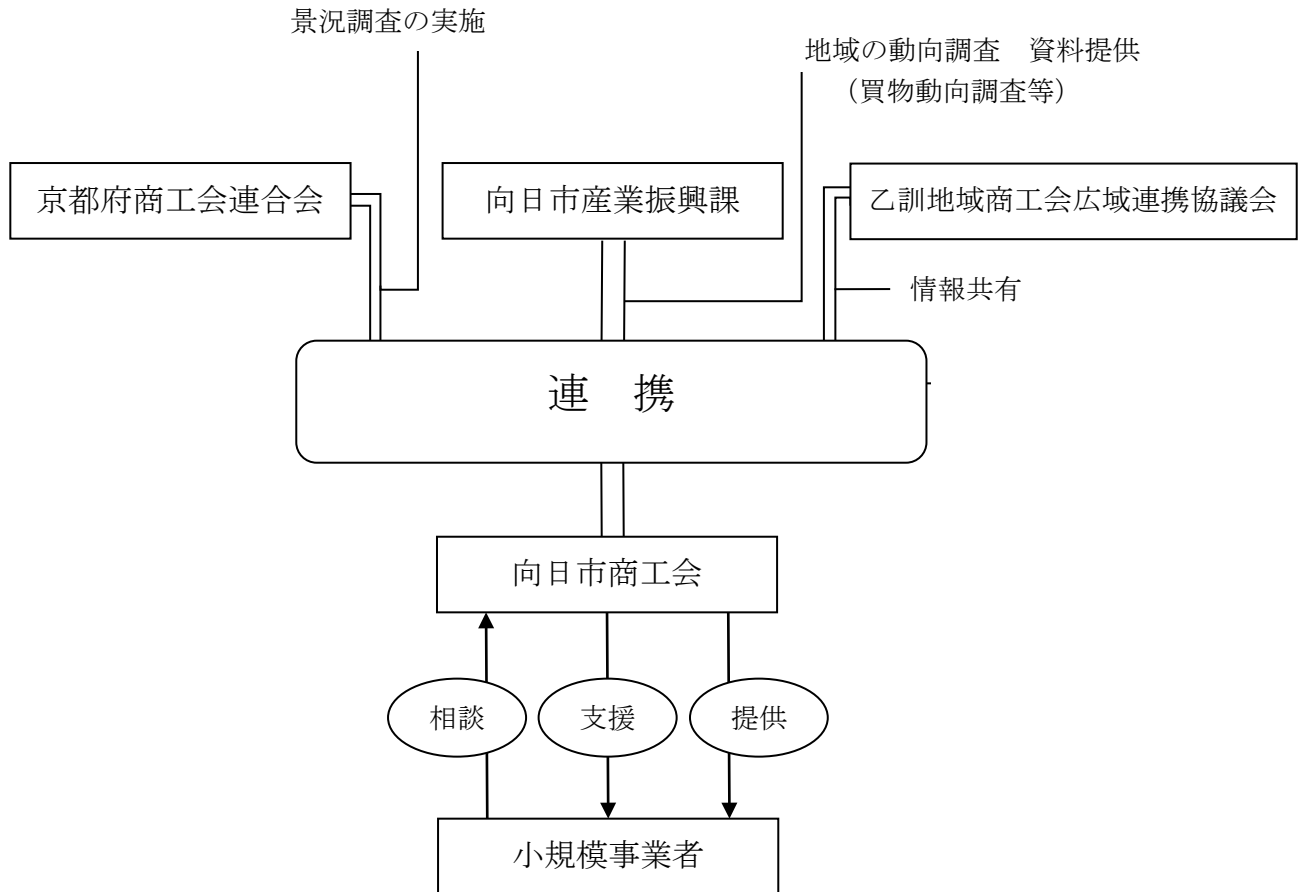 景況調査の実施
地域の動向調査　資料提供
（買物動向調査等）
京都府商工会連合会
向日市産業振興課
乙訓地域商工会広域連携協議会
情報共有
連　携
向日市商工会
相談
支援
提供
小規模事業者